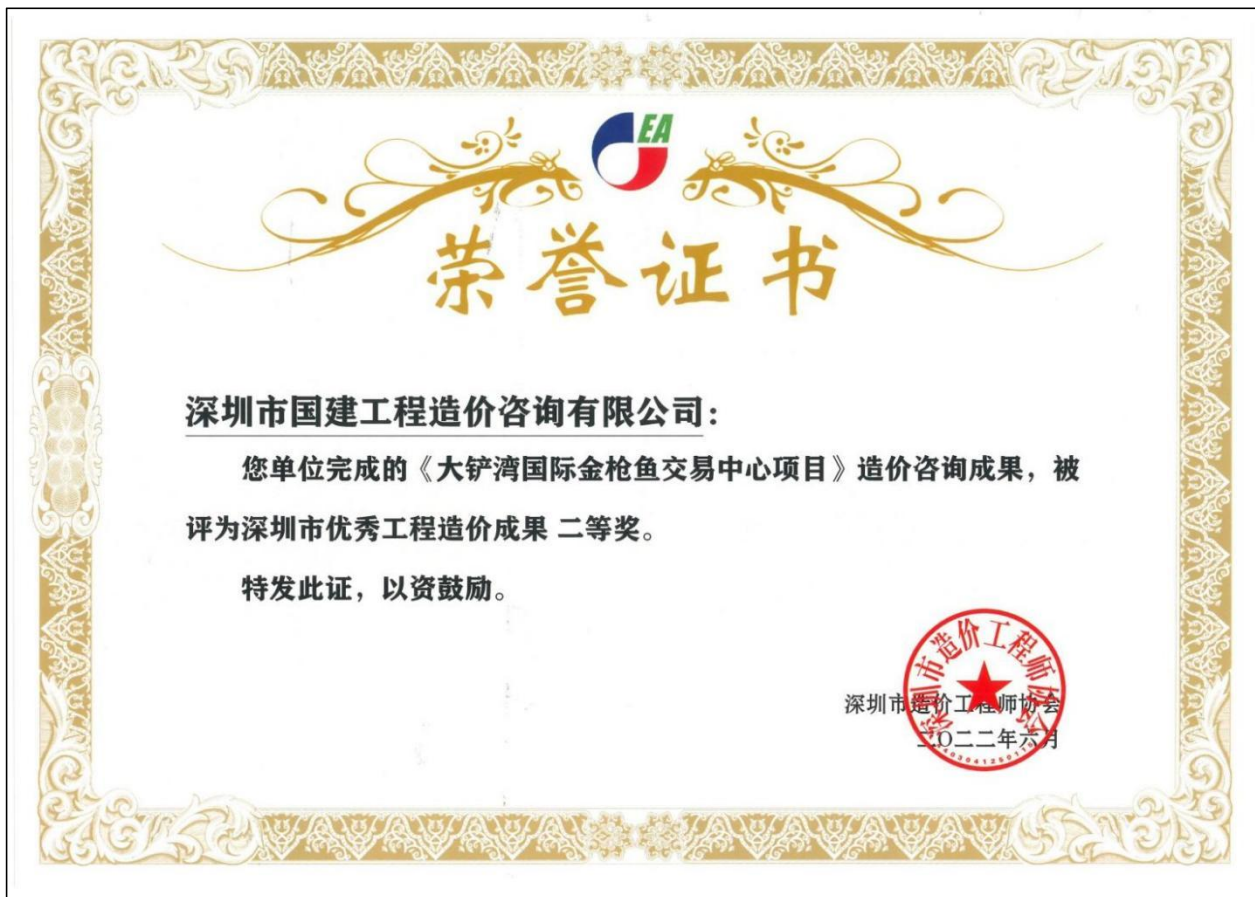 EA
荣誉证书
深圳市国建工程造价咨询有限公司：
您单位完成的《大铲湾国际金枪鱼交易中心项目》造价咨询成果，被
评为深圳市优秀工程造价成果 二等奖。
特发此证，以资鼓励。
深圳市造价工程师协会
深圳市造价工程师协会
二〇二二年六月